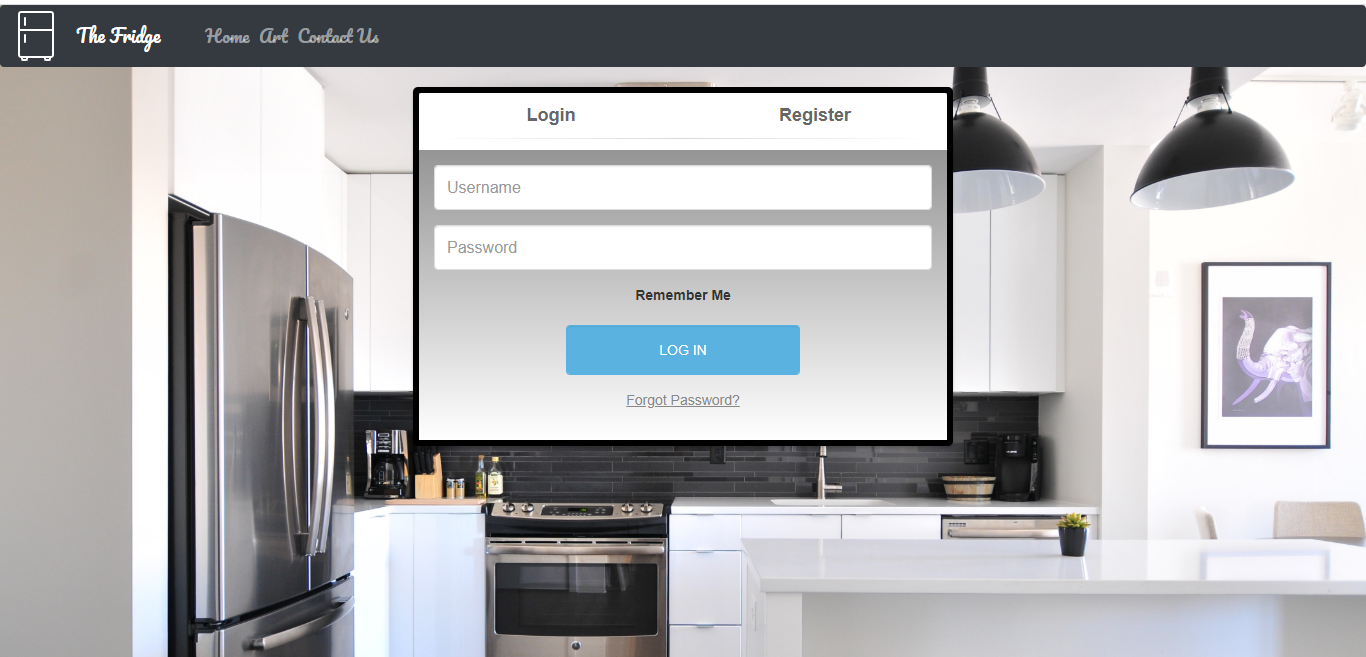 The Fridge Home Art Contact Us
Login Register
Username
Password
Remember Me
LOG IN
Forgot Password?